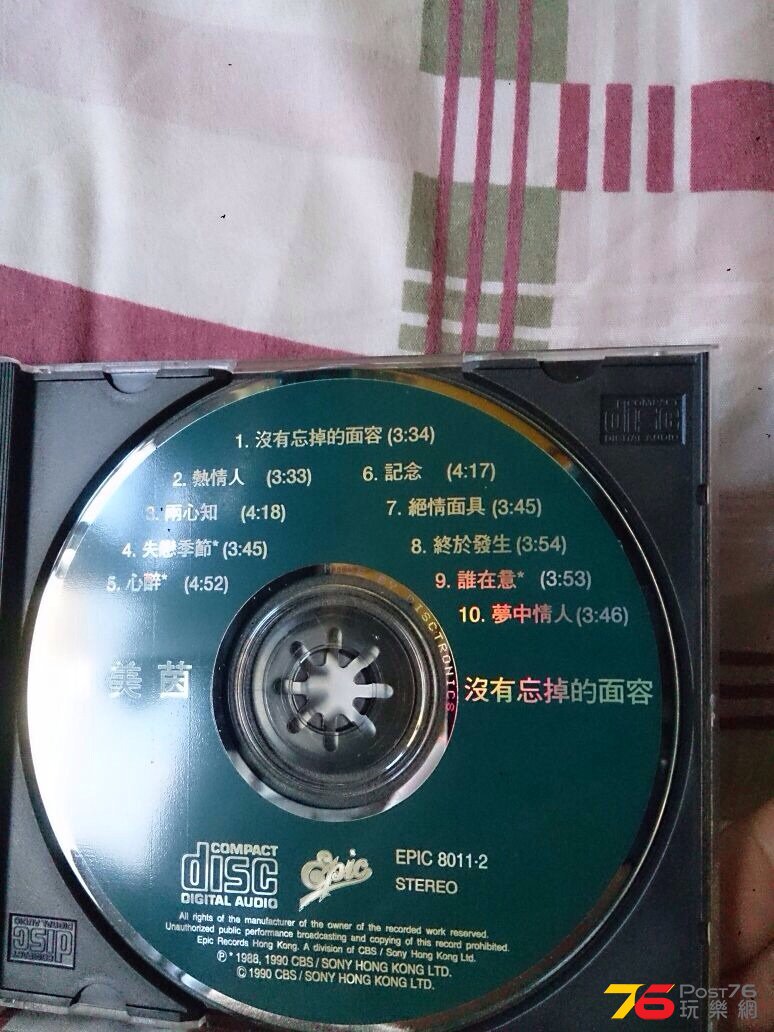 COMPACT
disc
DIGITAL AUDIO
1. 沒有忘掉的面容 (3:34)
2. 熱情人 (3:33) 6. 記念 (4:17)
3. 兩心知 (4:18) 7. 絕情面具 (3:45)
4. 失戀季節* (3:45) 8. 終於發生 (3:54)
5. 心醉* (4:52) 9. 誰在意* (3:53)
10. 夢中情人 (3:46)
BY DISCTRONICS
美茵 沒有忘掉的面容
COMPACT
disc
DIGITAL AUDIO
Epic
EPIC 8011-2
STEREO
All rights of the manufacturer of the owner of the recorded work reserved.
Unauthorized public performance broadcasting and copying of this record prohibited.
Epic Records Hong Kong. A division of CBS / Sony Hong Kong Ltd.
Ⓟ* 1988, 1990 CBS / SONY HONG KONG LTD.
© 1990 CBS / SONY HONG KONG LTD.
COMPACT
disc
DIGITAL AUDIO
76 POST76
玩樂網